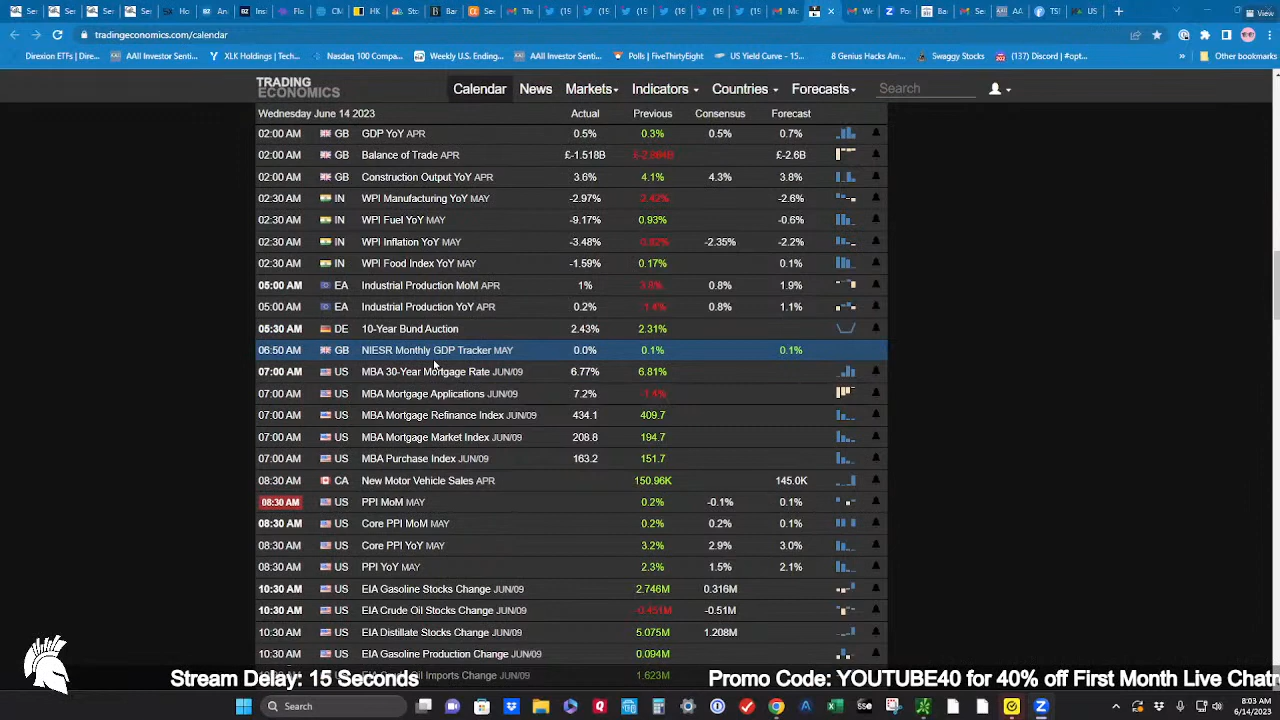 tradingeconomics.com/calendar
View
Direxion ETFs | Dire...
AAII Investor Senti...
XLK Holdings | Tech...
Nasdaq 100 Compa...
Weekly U.S. Ending...
AAII Investor Senti...
Polls | FiveThirtyEight
US Yield Curve - 15...
8 Genius Hacks Am...
Swaggy Stocks
(137) Discord | #opt...
Other bookmarks
TRADING ECONOMICS
Calendar News Markets Indicators Countries Forecasts Search
Wednesday June 14 2023 Actual Previous Consensus Forecast
02:00 AM GB GDP YoY APR 0.5% 0.3% 0.5% 0.7%
02:00 AM GB Balance of Trade APR £-1.518B £-2.6B
02:00 AM GB Construction Output YoY APR 3.6% 4.1% 4.3% 3.8%
02:30 AM IN WPI Manufacturing YoY MAY -2.97% -2.42% -2.6%
02:30 AM IN WPI Fuel YoY MAY -9.17% 0.93% -0.6%
02:30 AM IN WPI Inflation YoY MAY -3.48% -0.92% -2.35% -2.2%
02:30 AM IN WPI Food Index YoY MAY -1.59% 0.17% 0.1%
05:00 AM EA Industrial Production MoM APR 1% -3.8% 0.8% 1.9%
05:00 AM EA Industrial Production YoY APR 0.2% -1.4% 0.8% 1.1%
05:30 AM DE 10-Year Bund Auction 2.43% 2.31%
06:50 AM GB NIESR Monthly GDP Tracker MAY 0.0% 0.1% 0.1%
07:00 AM US MBA 30-Year Mortgage Rate JUN/09 6.77% 6.81%
07:00 AM US MBA Mortgage Applications JUN/09 7.2% -1.4%
07:00 AM US MBA Mortgage Refinance Index JUN/09 434.1 409.7
07:00 AM US MBA Mortgage Market Index JUN/09 208.8 194.7
07:00 AM US MBA Purchase Index JUN/09 163.2 151.7
08:30 AM CA New Motor Vehicle Sales APR 150.96K 145.0K
08:30 AM US PPI MoM MAY 0.2% -0.1% 0.1%
08:30 AM US Core PPI MoM MAY 0.2% 0.2% 0.1%
08:30 AM US Core PPI YoY MAY 3.2% 2.9% 3.0%
08:30 AM US PPI YoY MAY 2.3% 1.5% 2.1%
10:30 AM US EIA Gasoline Stocks Change JUN/09 2.746M 0.316M
10:30 AM US EIA Crude Oil Stocks Change JUN/09 -0.451M -0.51M
10:30 AM US EIA Distillate Stocks Change JUN/09 5.075M 1.208M
10:30 AM US EIA Gasoline Production Change JUN/09 0.094M
Imports Change JUN/09 1.623M
Stream Delay: 15 Seconds
Promo Code: YOUTUBE40 for 40% off First Month Live Chatr
Search
8:03 AM
6/14/2023